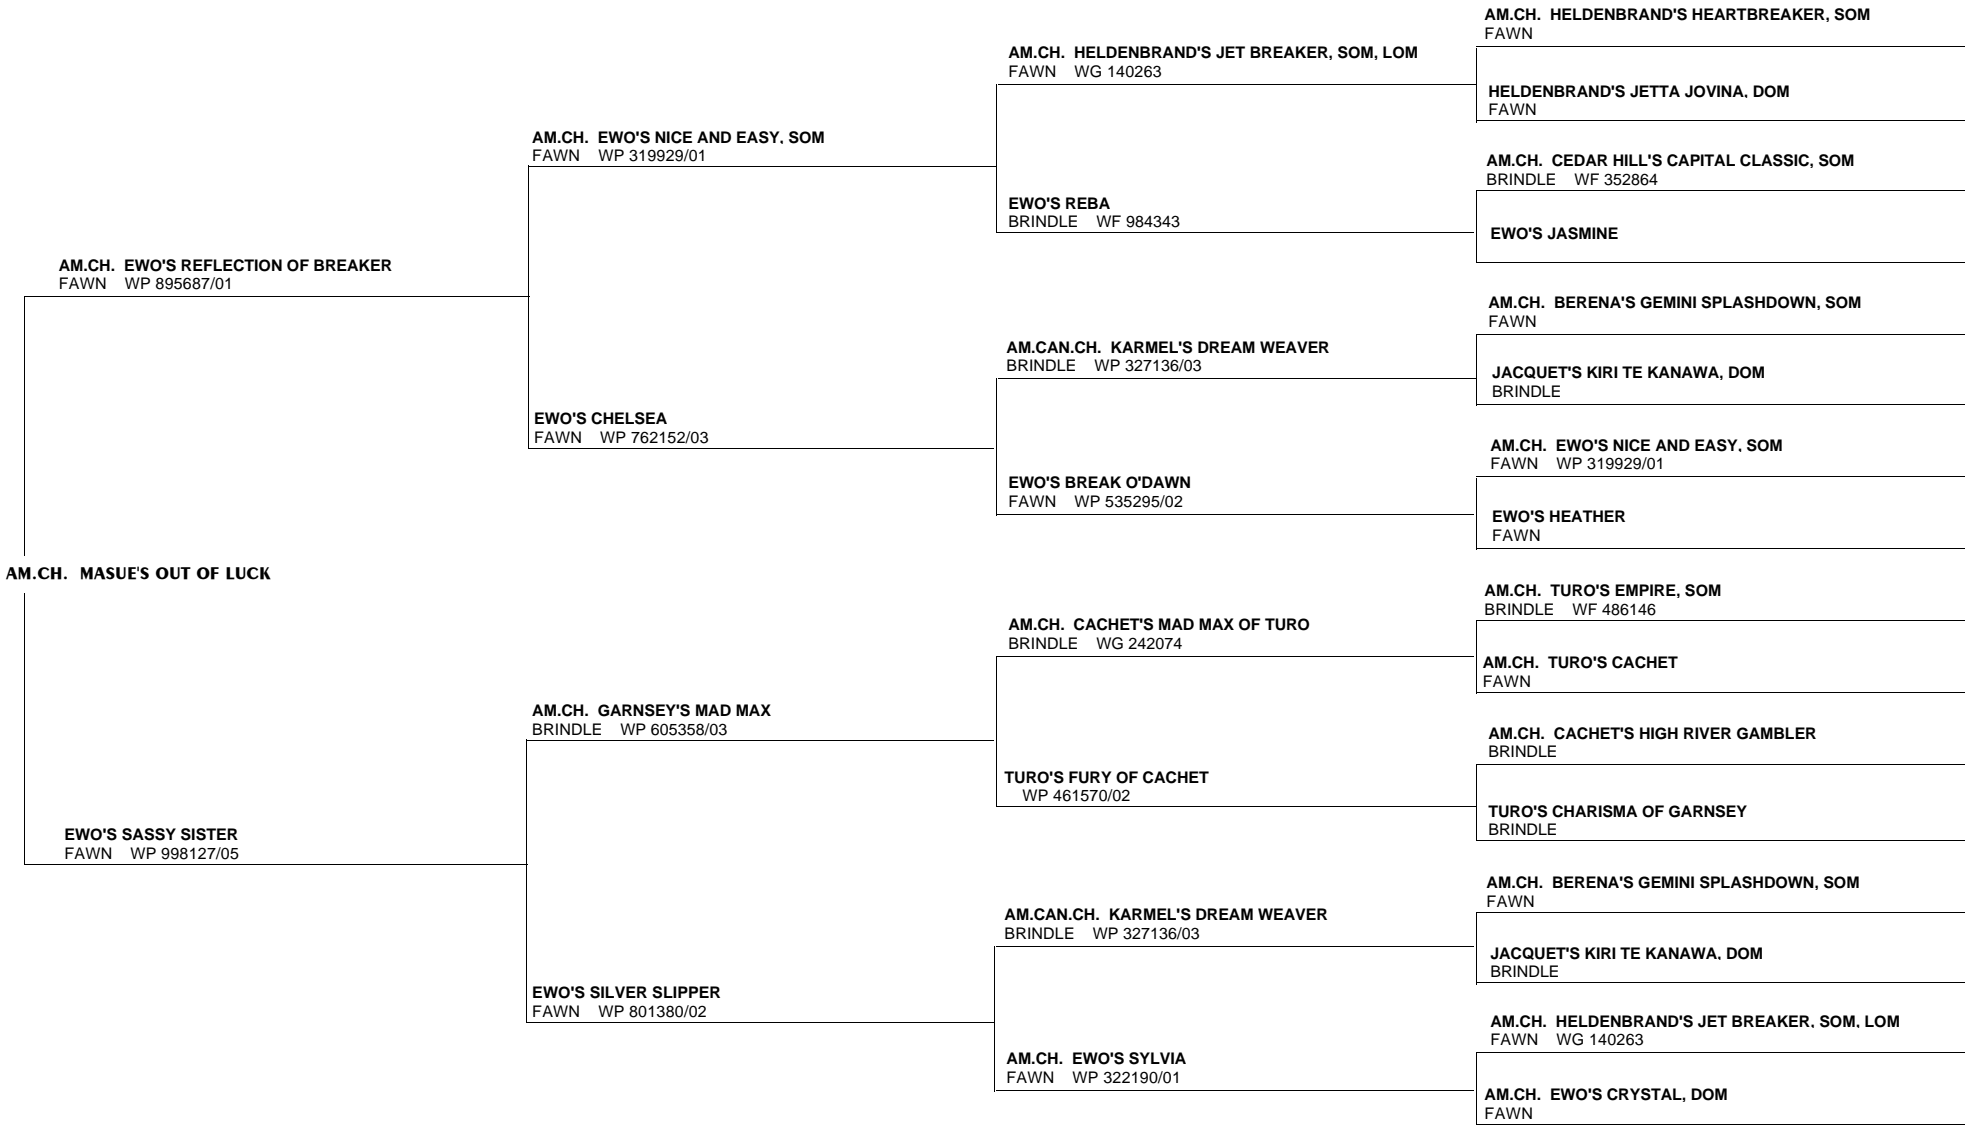 AM.CH. HELDENBRAND'S HEARTBREAKER, SOM
FAWN
AM.CH. HELDENBRAND'S JET BREAKER, SOM, LOM
FAWN WG 140263
HELDENBRAND'S JETTA JOVINA, DOM
FAWN
AM.CH. EWO'S NICE AND EASY, SOM
FAWN WP 319929/01
AM.CH. CEDAR HILL'S CAPITAL CLASSIC, SOM
BRINDLE WF 352864
EWO'S REBA
BRINDLE WF 984343
EWO'S JASMINE
AM.CH. EWO'S REFLECTION OF BREAKER
FAWN WP 895687/01
AM.CH. BERENA'S GEMINI SPLASHDOWN, SOM
FAWN
AM.CAN.CH. KARMEL'S DREAM WEAVER
BRINDLE WP 327136/03
JACQUET'S KIRI TE KANAWA, DOM
BRINDLE
EWO'S CHELSEA
FAWN WP 762152/03
AM.CH. EWO'S NICE AND EASY, SOM
FAWN WP 319929/01
EWO'S BREAK O'DAWN
FAWN WP 535295/02
EWO'S HEATHER
FAWN
AM.CH. MASUE'S OUT OF LUCK
AM.CH. TURO'S EMPIRE, SOM
BRINDLE WF 486146
AM.CH. CACHET'S MAD MAX OF TURO
BRINDLE WG 242074
AM.CH. TURO'S CACHET
FAWN
AM.CH. GARNSEY'S MAD MAX
BRINDLE WP 605358/03
AM.CH. CACHET'S HIGH RIVER GAMBLER
BRINDLE
TURO'S FURY OF CACHET
WP 461570/02
TURO'S CHARISMA OF GARNSEY
BRINDLE
EWO'S SASSY SISTER
FAWN WP 998127/05
AM.CH. BERENA'S GEMINI SPLASHDOWN, SOM
FAWN
AM.CAN.CH. KARMEL'S DREAM WEAVER
BRINDLE WP 327136/03
JACQUET'S KIRI TE KANAWA, DOM
BRINDLE
EWO'S SILVER SLIPPER
FAWN WP 801380/02
AM.CH. HELDENBRAND'S JET BREAKER, SOM, LOM
FAWN WG 140263
AM.CH. EWO'S SYLVIA
FAWN WP 322190/01
AM.CH. EWO'S CRYSTAL, DOM
FAWN